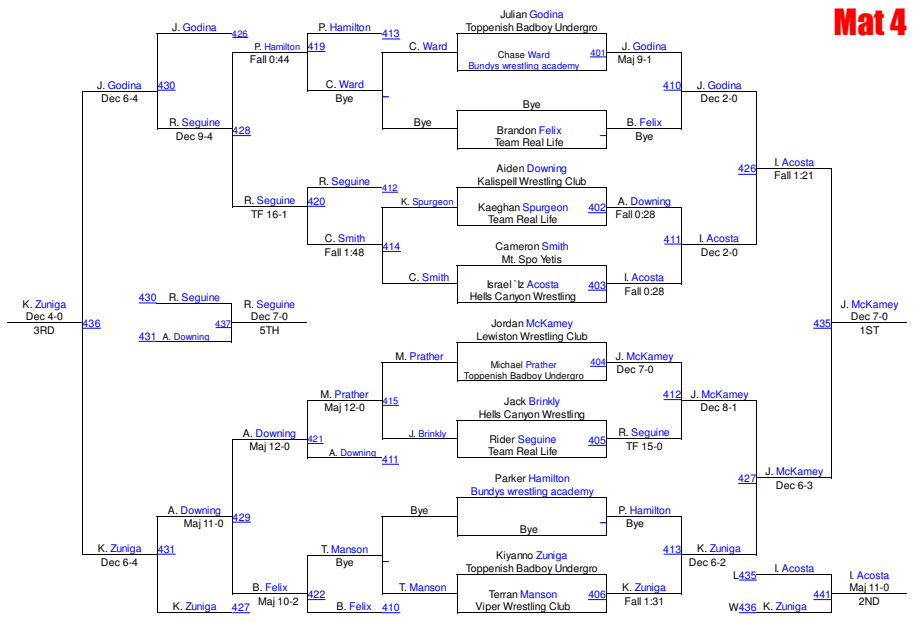 Mat 4
Julian Godina
Toppenish Badboy Undergro
Chase Ward
Bundys wrestling academy
401
Bye
Brandon Felix
Team Real Life
Aiden Downing
Kalispell Wrestling Club
Kaeghan Spurgeon
Team Real Life
402
Cameron Smith
Mt. Spo Yetis
Israel `Iz Acosta
Hells Canyon Wrestling
403
Jordan McKamey
Lewiston Wrestling Club
Michael Prather
Toppenish Badboy Undergro
404
Jack Brinkly
Hells Canyon Wrestling
Rider Seguine
Team Real Life
405
Parker Hamilton
Bundys wrestling academy
Bye
Kiyanno Zuniga
Toppenish Badboy Undergro
Terran Manson
Viper Wrestling Club
406
J. Godina
Maj 9-1
B. Felix
Bye
410
A. Downing
Fall 0:28
I. Acosta
Fall 0:28
411
J. McKamey
Dec 7-0
R. Seguine
TF 15-0
412
P. Hamilton
Bye
K. Zuniga
Fall 1:31
413
J. Godina
Dec 2-0
I. Acosta
Dec 2-0
426
J. McKamey
Dec 8-1
K. Zuniga
Dec 6-2
427
I. Acosta
Fall 1:21
J. McKamey
Dec 6-3
435
J. McKamey
Dec 7-0
1ST
L435
I. Acosta
W436
K. Zuniga
441
I. Acosta
Maj 11-0
2ND
C. Ward
Bye
K. Spurgeon
C. Smith
414
M. Prather
J. Brinkly
415
Bye
T. Manson
P. Hamilton
413
C. Ward
Bye
419
R. Seguine
412
C. Smith
Fall 1:48
420
M. Prather
Maj 12-0
A. Downing
411
421
T. Manson
Bye
B. Felix
410
422
P. Hamilton
Fall 0:44
R. Seguine
TF 16-1
428
A. Downing
Maj 12-0
B. Felix
Maj 10-2
429
J. Godina
426
R. Seguine
Dec 9-4
430
A. Downing
Maj 11-0
K. Zuniga
427
431
J. Godina
Dec 6-4
K. Zuniga
Dec 6-4
436
K. Zuniga
Dec 4-0
3RD
430
R. Seguine
431
A. Downing
437
R. Seguine
Dec 7-0
5TH